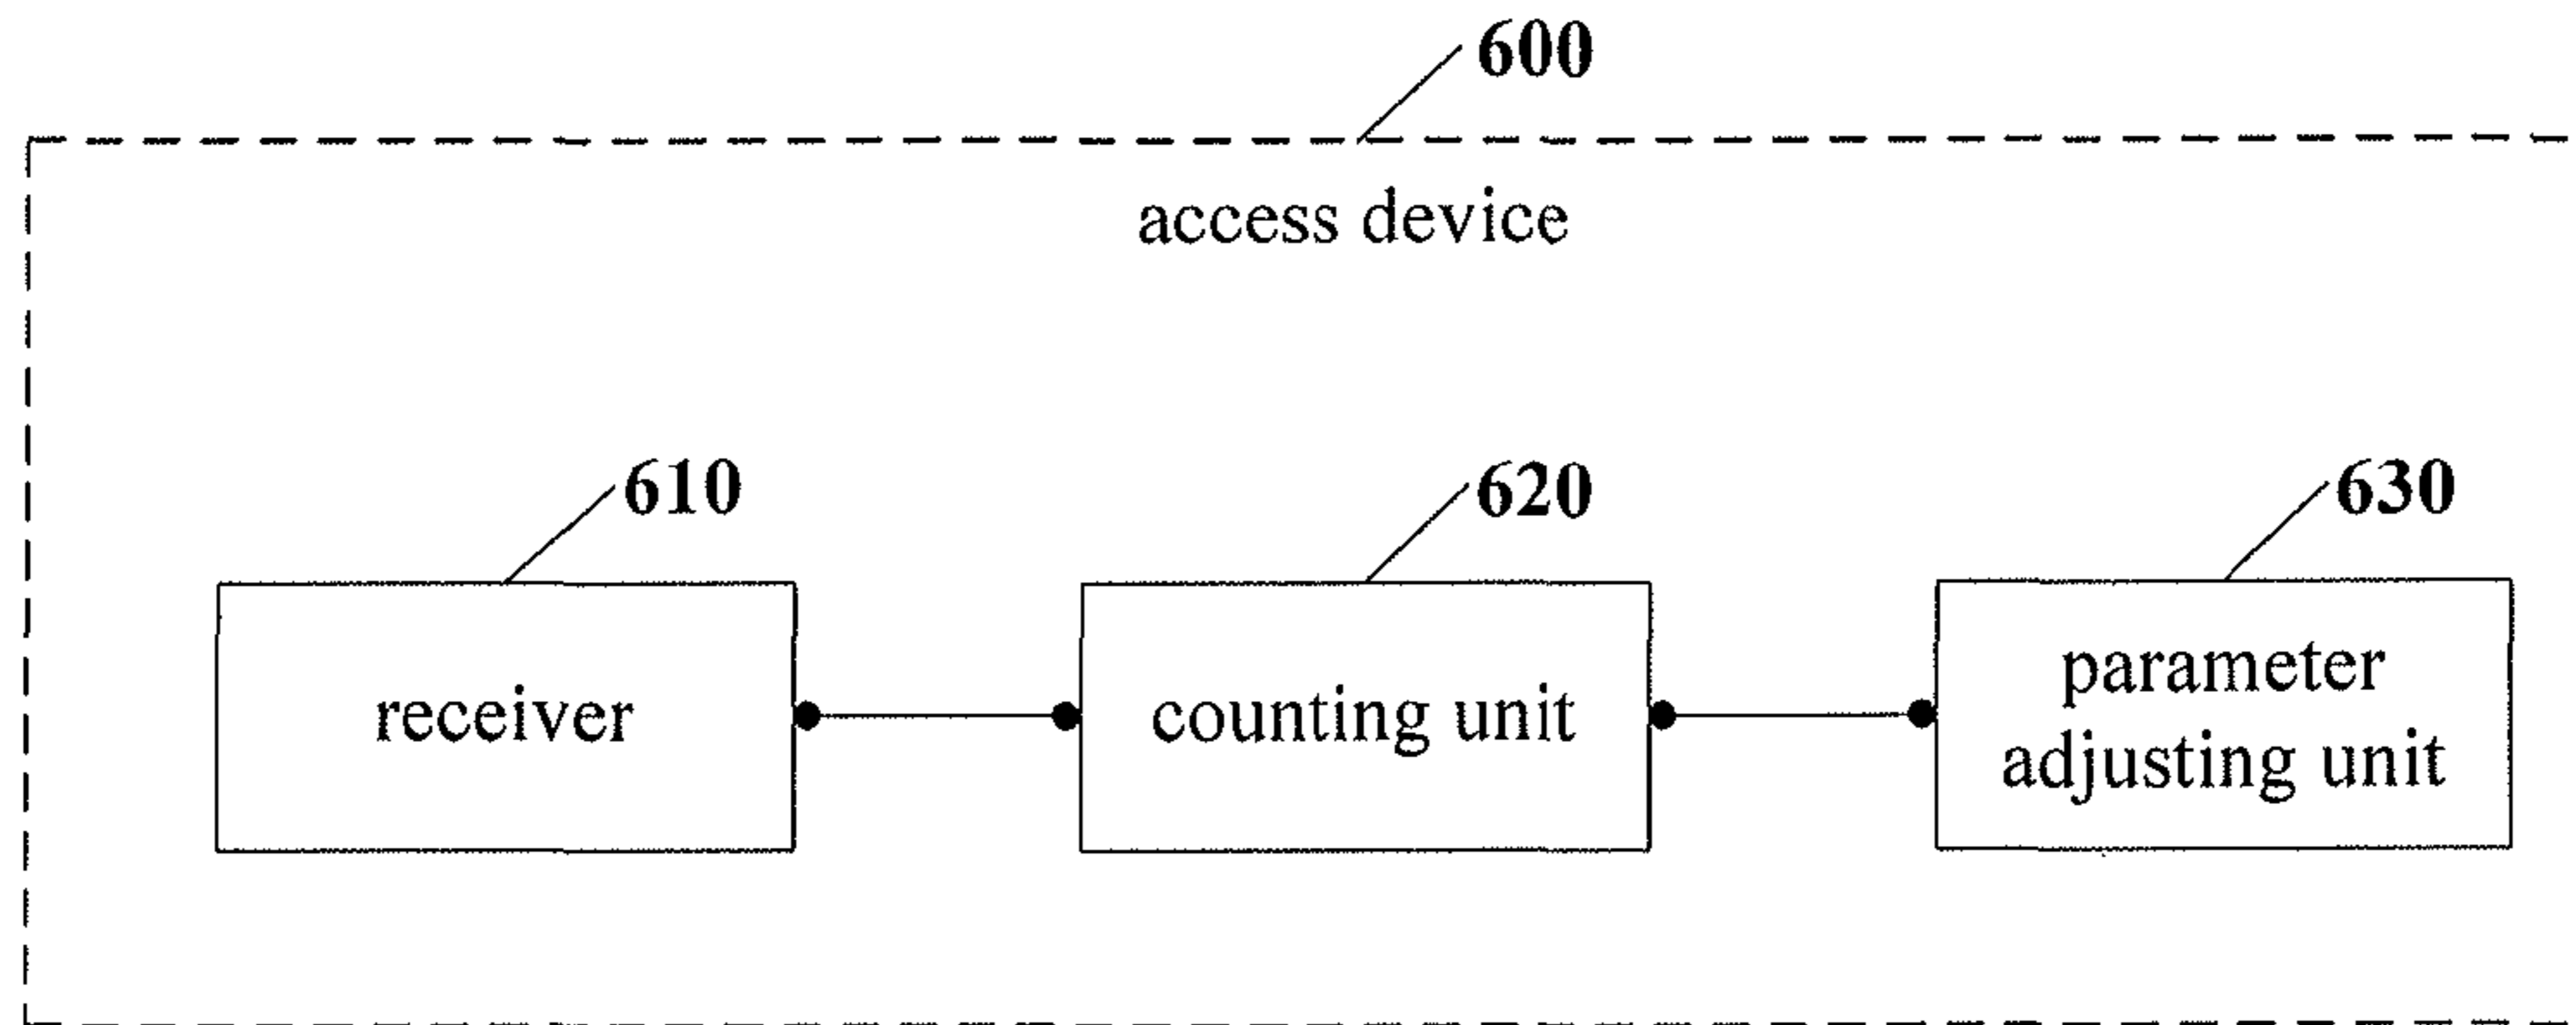 600
access device
610
620
630
receiver
counting unit
parameter
adjusting unit